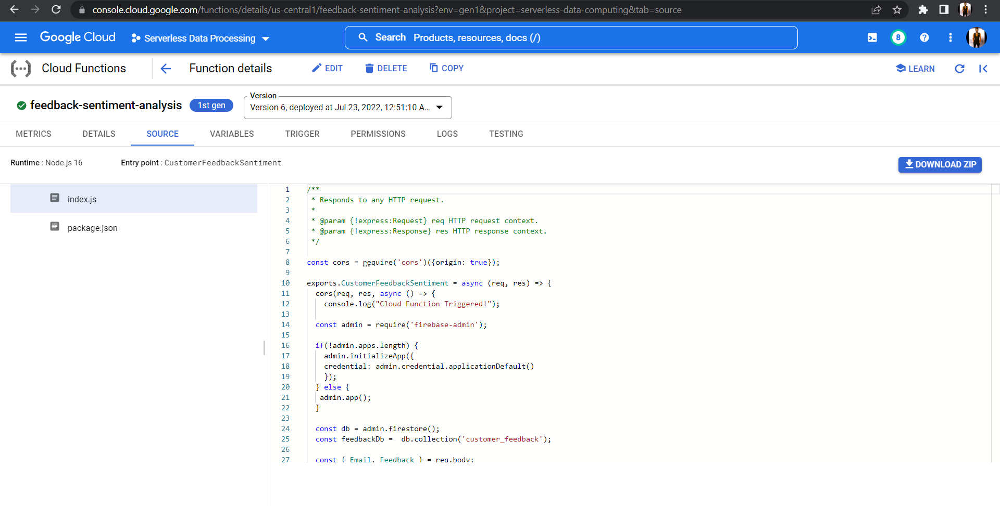 console.cloud.google.com/functions/details/us-central1/feedback-sentiment-analysis?env=gen1&project=serverless-data-computing&tab=source
Google Cloud Serverless Data Processing Search Products, resources, docs (/) 8 ?
Cloud Functions Function details EDIT DELETE COPY LEARN
feedback-sentiment-analysis 1st gen Version
Version 6, deployed at Jul 23, 2022, 12:51:10 A...
METRICS DETAILS SOURCE VARIABLES TRIGGER PERMISSIONS LOGS TESTING
Runtime : Node.js 16 Entry point : CustomerFeedbackSentiment DOWNLOAD ZIP
index.js
package.json
1 /**
2 * Responds to any HTTP request.
3 *
4 * @param {!express:Request} req HTTP request context.
5 * @param {!express:Response} res HTTP response context.
6 */
7
8 const cors = require('cors')({origin: true});
9
10 exports.CustomerFeedbackSentiment = async (req, res) => {
11 cors(req, res, async () => {
12 console.log("Cloud Function Triggered!");
13
14 const admin = require('firebase-admin');
15
16 if(!admin.apps.length) {
17 admin.initializeApp({
18 credential: admin.credential.applicationDefault()
19 });
20 } else {
21 admin.app();
22 }
23
24 const db = admin.firestore();
25 const feedbackDb =  db.collection('customer_feedback');
26
27 const { Email, Feedback } = req.body;